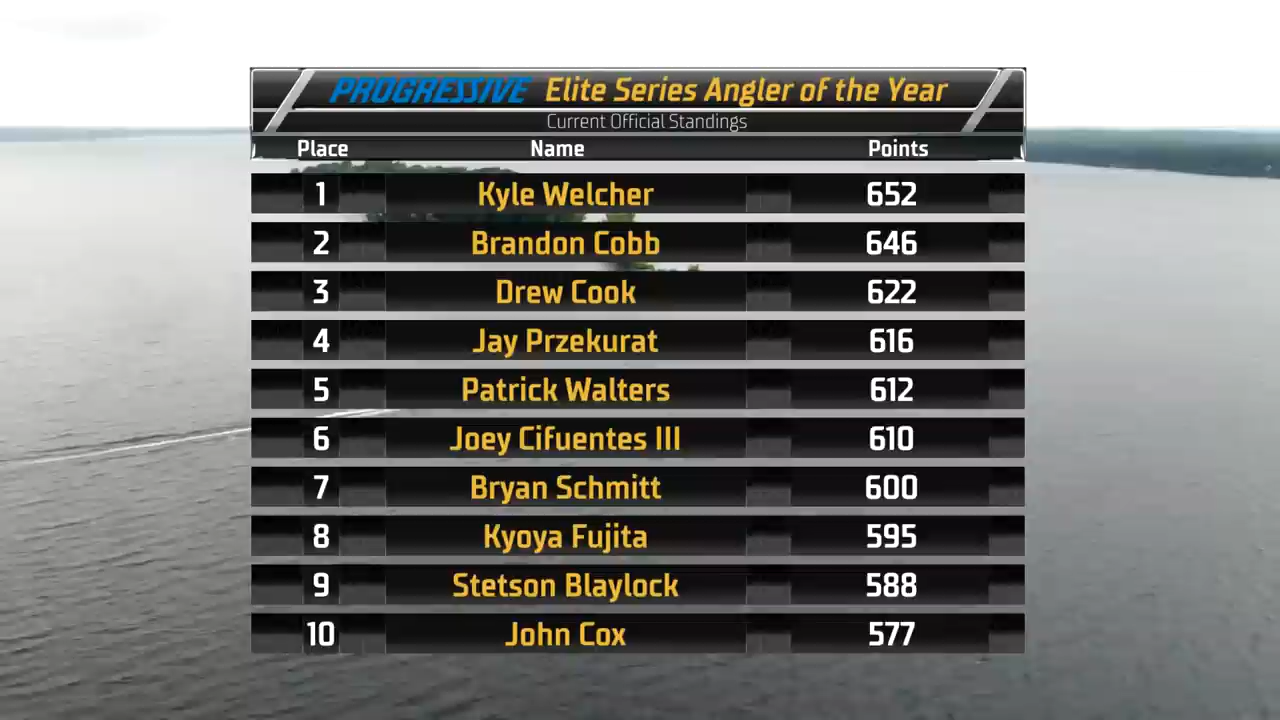 PROGRESSIVE Elite Series Angler of the Year
Current Official Standings
Place Name Points
1 Kyle Welcher 652
2 Brandon Cobb 646
3 Drew Cook 622
4 Jay Przekurat 616
5 Patrick Walters 612
6 Joey Cifuentes III 610
7 Bryan Schmitt 600
8 Kyoya Fujita 595
9 Stetson Blaylock 588
10 John Cox 577